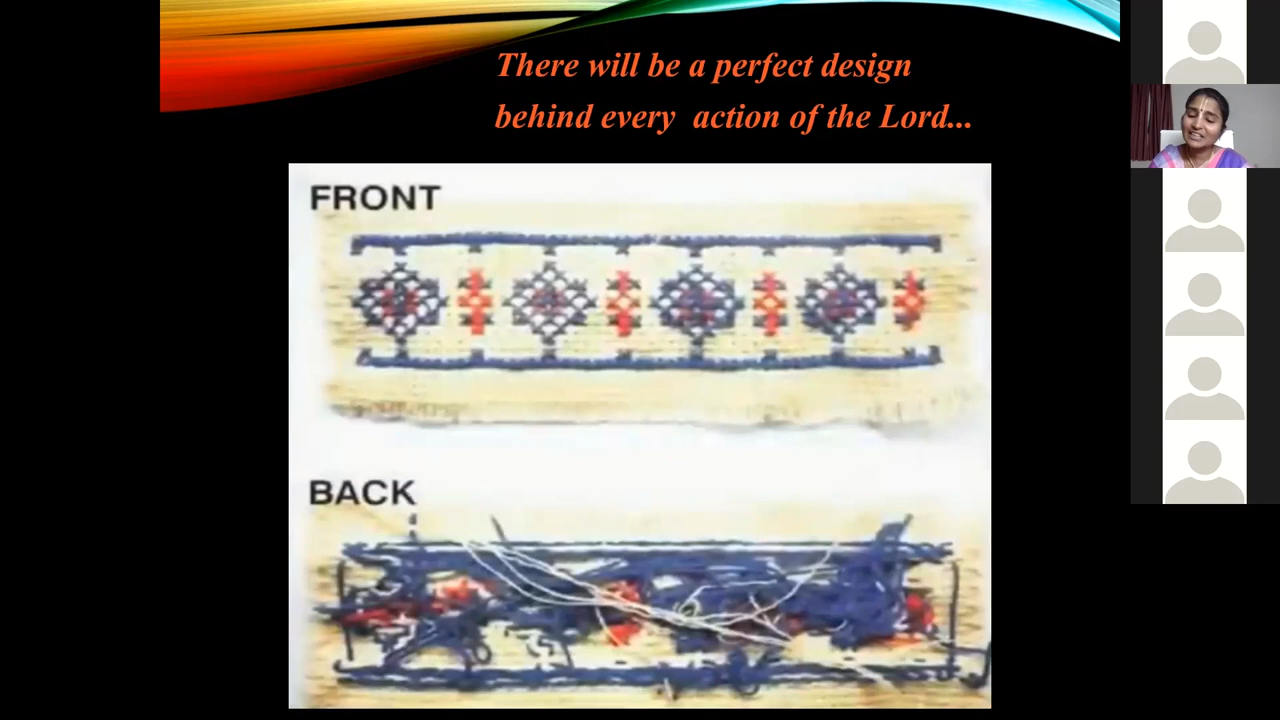 There will be a perfect design
behind every action of the Lord...
FRONT
BACK